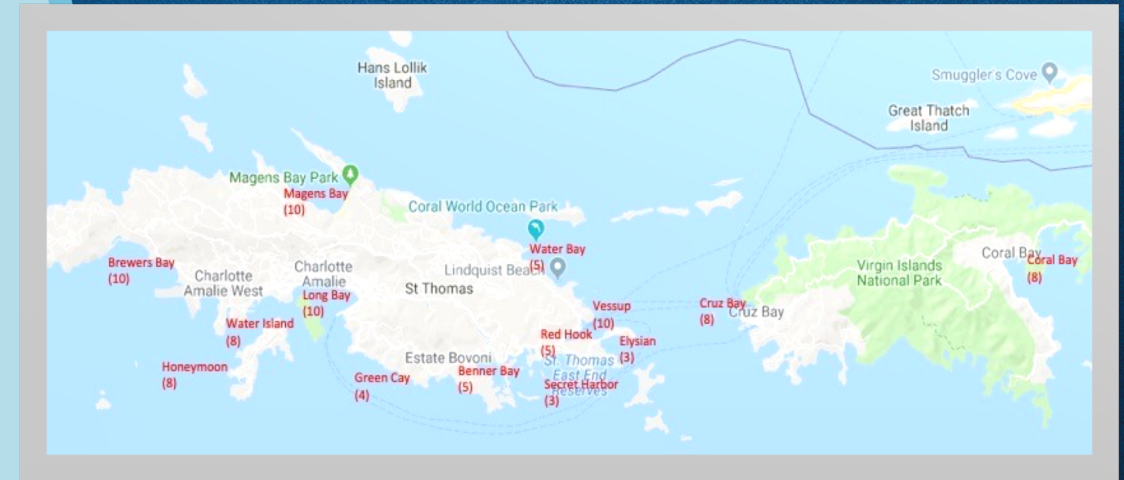 Hans Lollik
Island
Smuggler's Cove
Great Thatch
Island
Magens Bay Park
Magens Bay
(10)
Coral World Ocean Park
Water Bay
(5)
Brewers Bay
(10)
Charlotte
Amalie West
Charlotte
Amalie
Long Bay
(10)
Lindquist Beach
St Thomas
Virgin Islands
National Park
Coral Bay
Coral Bay
(8)
Vessup
(10)
Cruz Bay
(8)
Cruz Bay
Water Island
(8)
Red Hook
(5)
Elysian
(3)
Honeymoon
(8)
Green Cay
(4)
Estate Bovoni
Benner Bay
(5)
St. Thomas
East End
Reserves
Secret Harbor
(3)